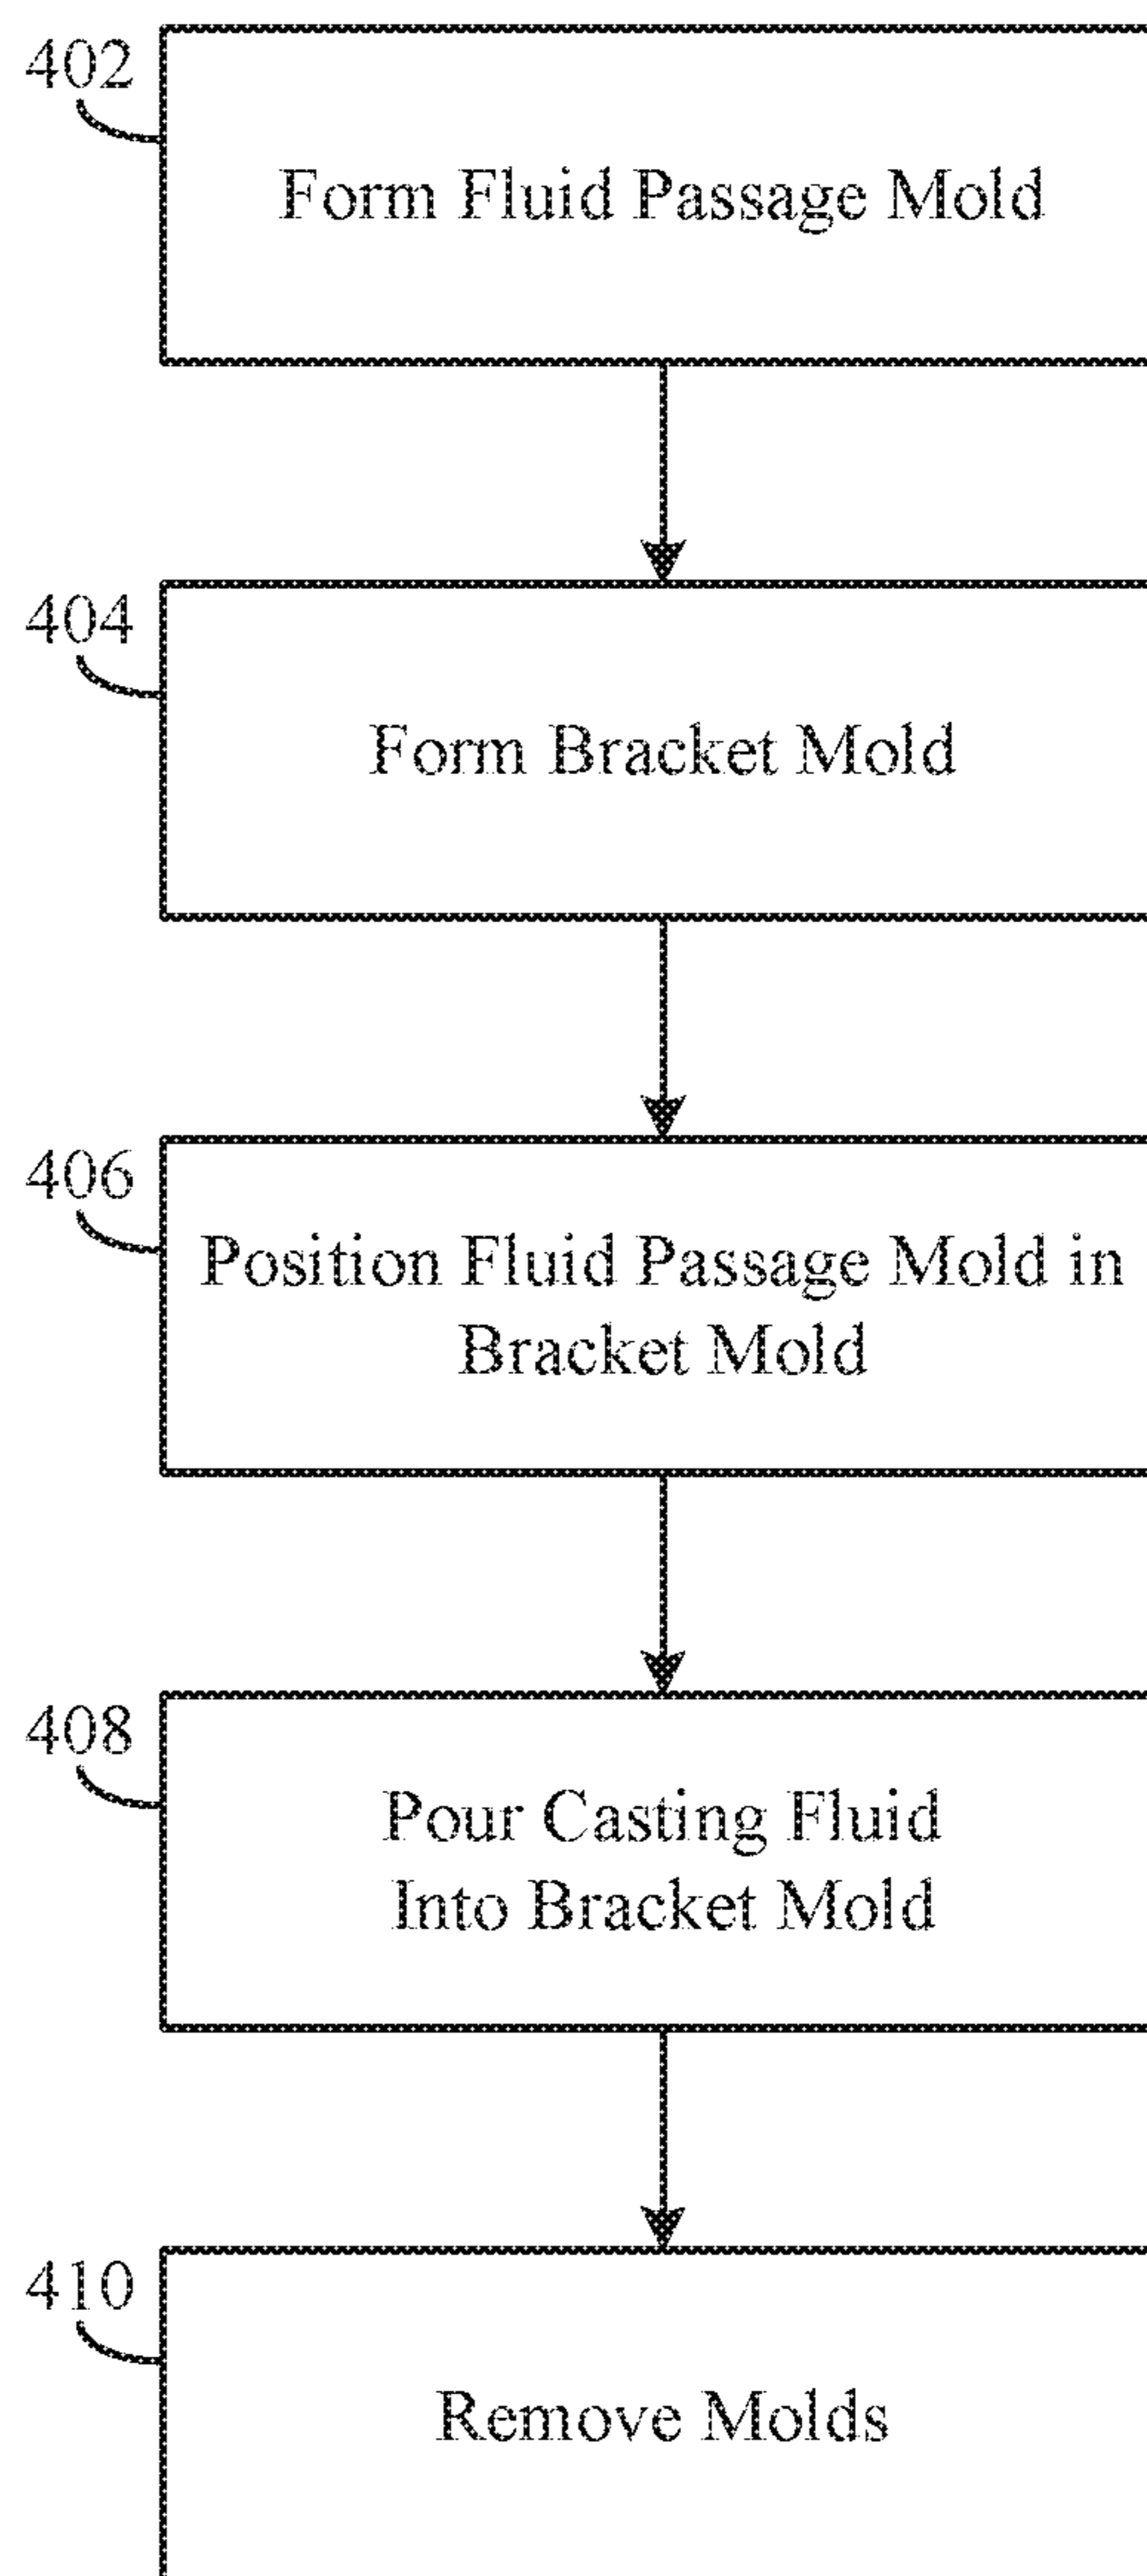 402
Form Fluid Passage Mold
404
Form Bracket Mold
406
Position Fluid Passage Mold in
Bracket Mold
408
Pour Casting Fluid
Into Bracket Mold
410
Remove Molds